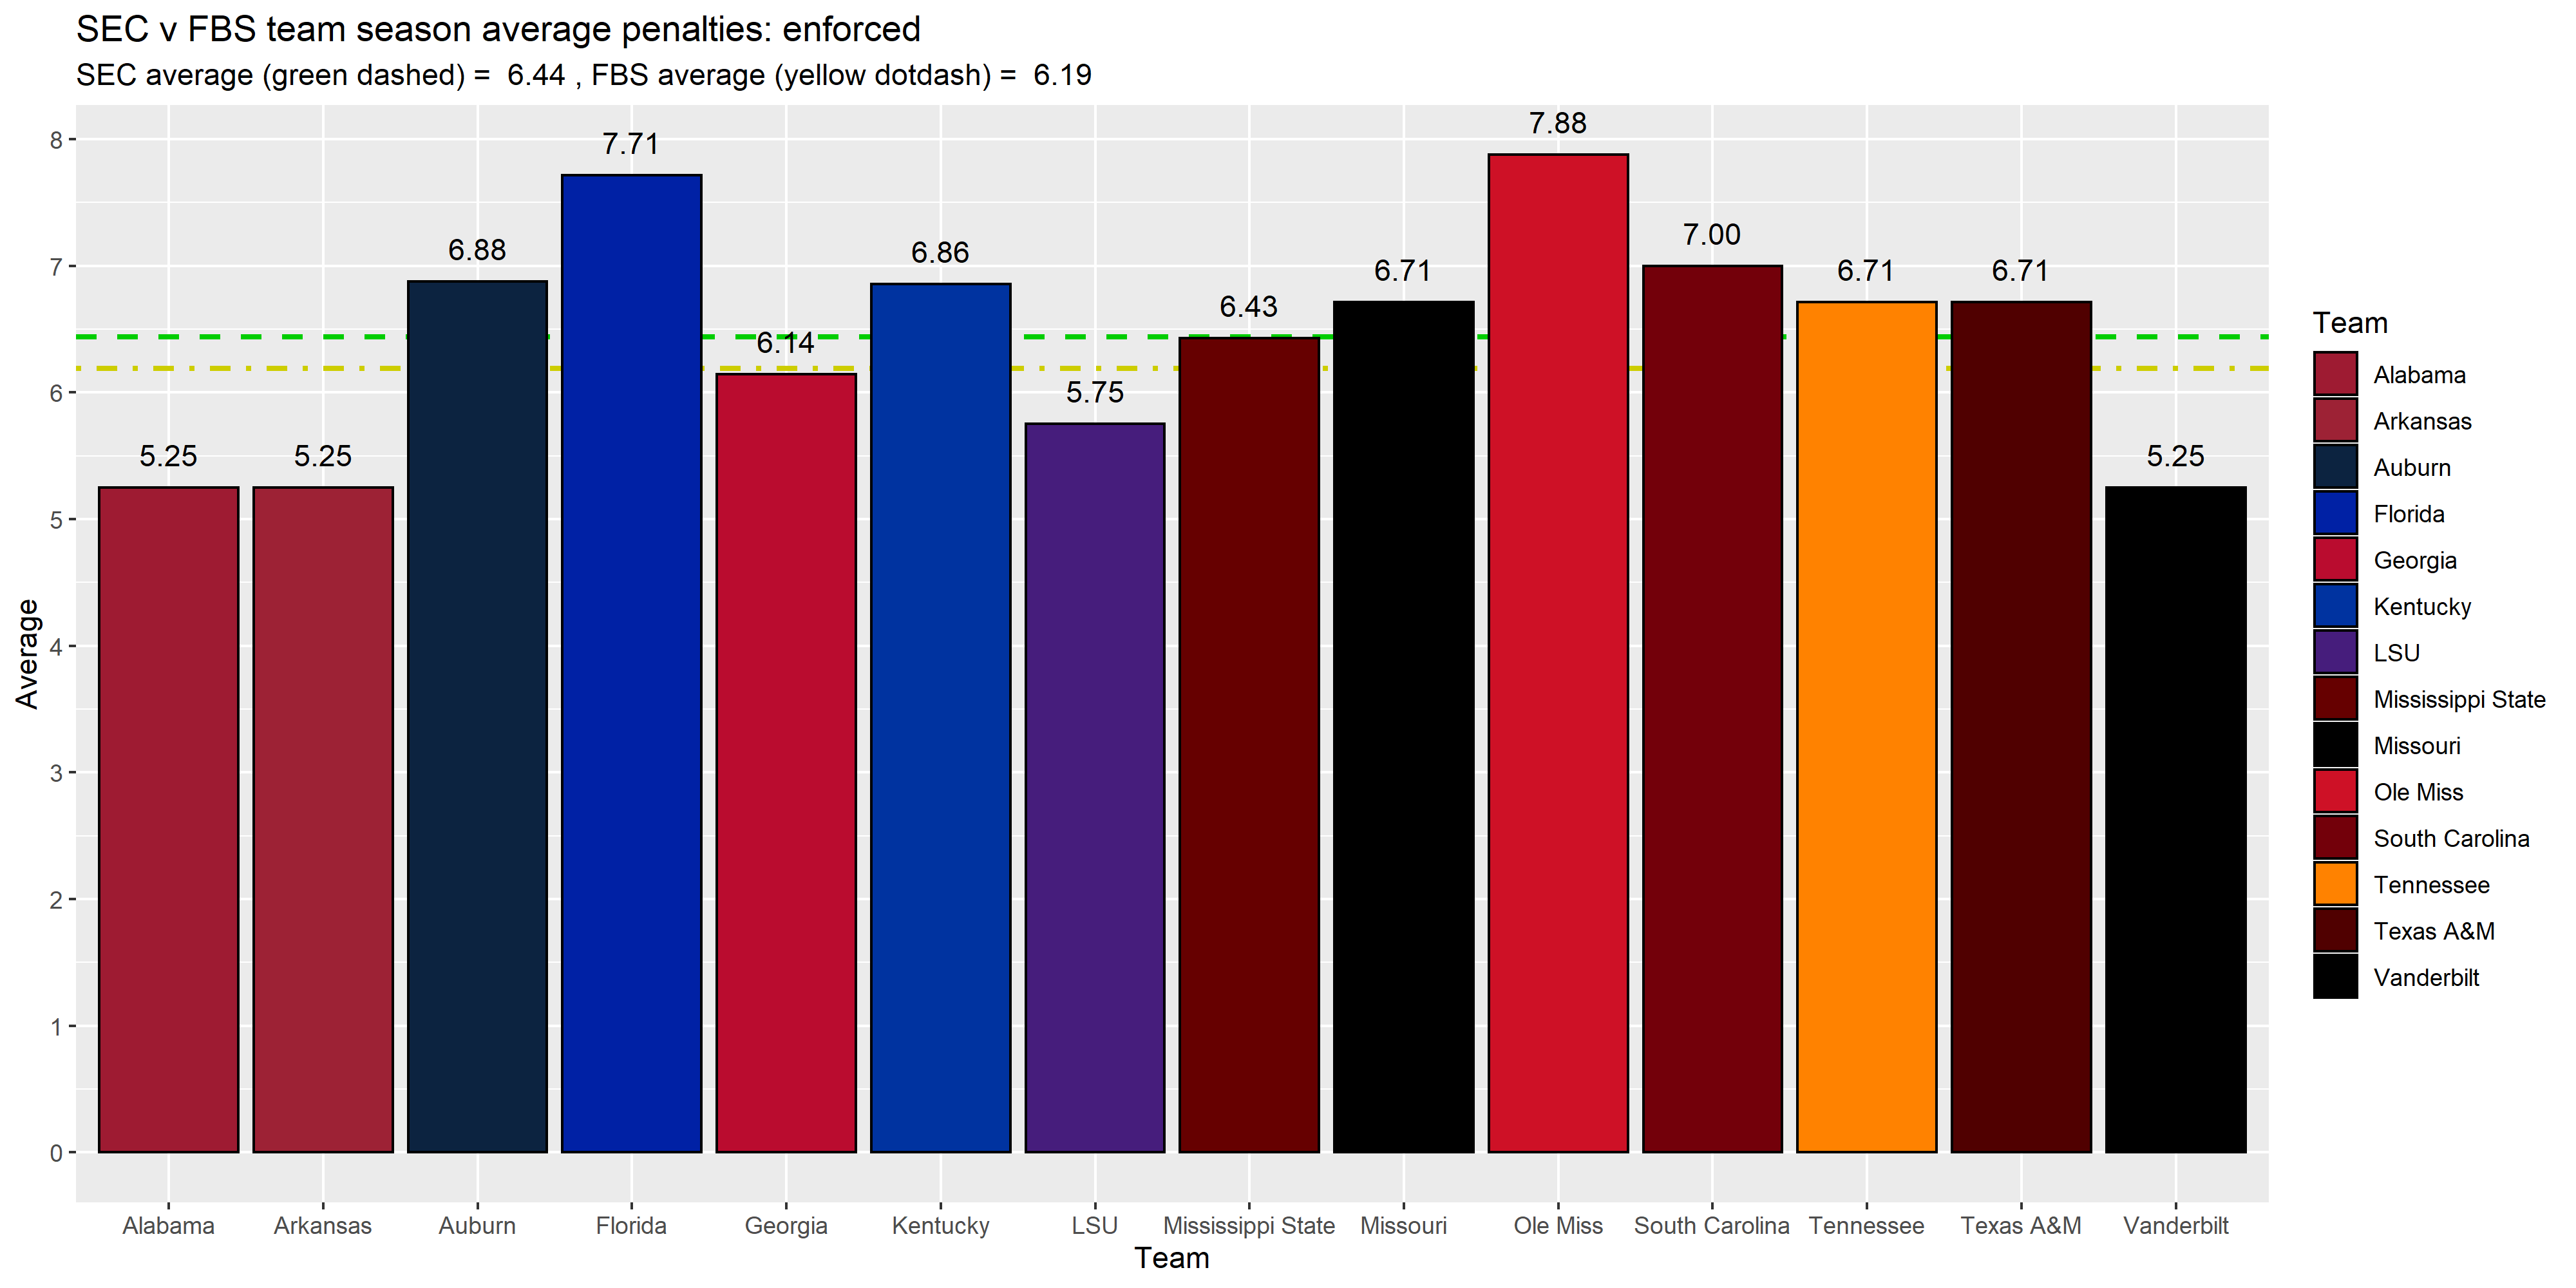 SEC v FBS team season average penalties: enforced
SEC average (green dashed) =  6.44 , FBS average (yellow dotdash) =  6.19
Average
8
7
6
5
4
3
2
1
0
5.25
5.25
6.88
7.71
6.14
6.86
5.75
6.43
6.71
7.88
7.00
6.71
6.71
5.25
Alabama
Arkansas
Auburn
Florida
Georgia
Kentucky
LSU
Mississippi State
Missouri
Ole Miss
South Carolina
Tennessee
Texas A&M
Vanderbilt
Team
Team
Alabama
Arkansas
Auburn
Florida
Georgia
Kentucky
LSU
Mississippi State
Missouri
Ole Miss
South Carolina
Tennessee
Texas A&M
Vanderbilt